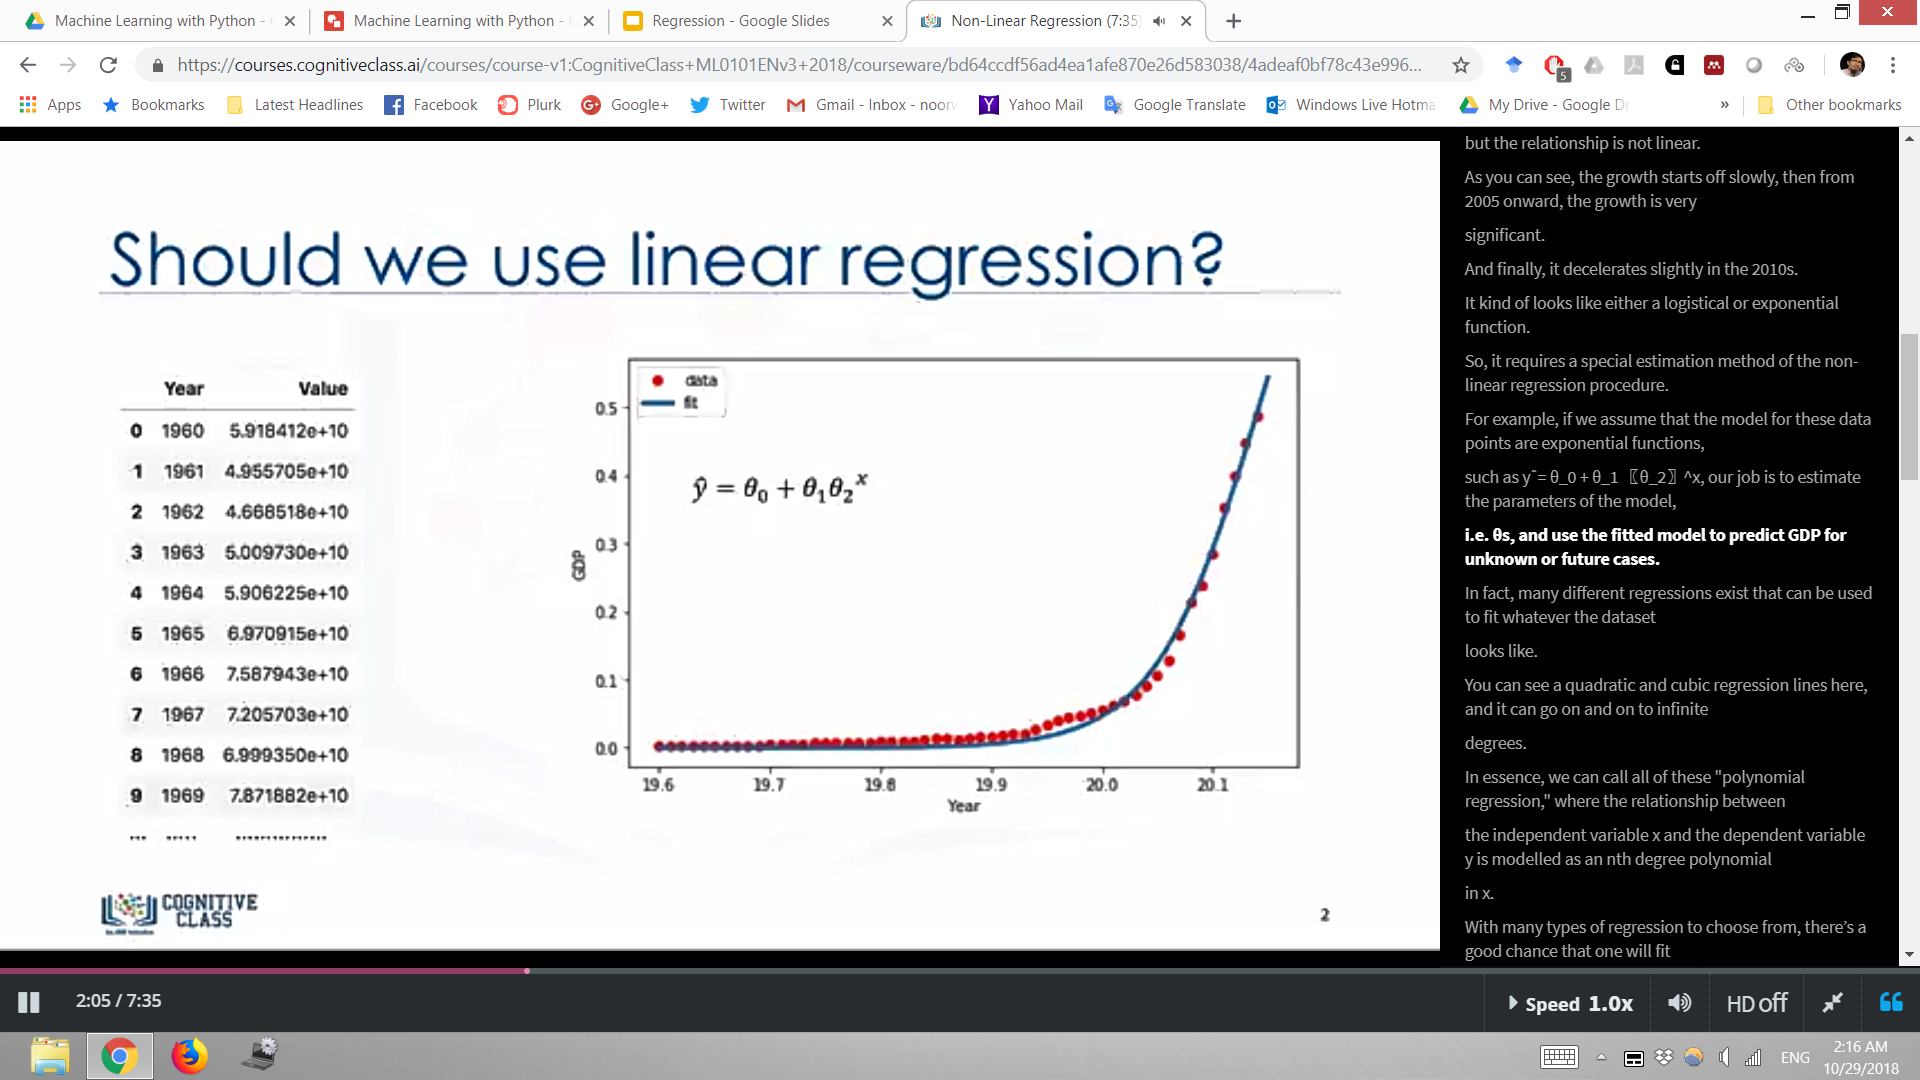 Machine Learning with Python -
Machine Learning with Python -
Regression - Google Slides
Non-Linear Regression (7:35)
https://courses.cognitiveclass.ai/courses/course-v1:CognitiveClass+ML0101ENv3+2018/courseware/bd64ccdf56ad4ea1afe870e26d583038/4adeaf0bf78c43e996...
5
Apps
Bookmarks
Latest Headlines
Facebook
Plurk
Google+
Twitter
Gmail - Inbox - noorv
Yahoo Mail
Google Translate
Windows Live Hotma
My Drive - Google Dr
»
Other bookmarks
Should we use linear regression?
Year Value
0 1960 5.918412e+10
1 1961 4.955705e+10
2 1962 4.668518e+10
3 1963 5.009730e+10
4 1964 5.906225e+10
5 1965 6.970915e+10
6 1966 7.587943e+10
7 1967 7.205703e+10
8 1968 6.999350e+10
9 1969 7.871882e+10
... .... ................
data
fit
ŷ = θ₀ + θ₁θ₂ˣ
GDP
0.5
0.4
0.3
0.2
0.1
0.0
19.6 19.7 19.8 19.9 20.0 20.1
Year
COGNITIVE
CLASS
2
but the relationship is not linear.
As you can see, the growth starts off slowly, then from
2005 onward, the growth is very
significant.
And finally, it decelerates slightly in the 2010s.
It kind of looks like either a logistical or exponential
function.
So, it requires a special estimation method of the non-
linear regression procedure.
For example, if we assume that the model for these data
points are exponential functions,
such as y ̂= θ_0 + θ_1 〖θ_2〗^x, our job is to estimate
the parameters of the model,
i.e. θs, and use the fitted model to predict GDP for
unknown or future cases.
In fact, many different regressions exist that can be used
to fit whatever the dataset
looks like.
You can see a quadratic and cubic regression lines here,
and it can go on and on to infinite
degrees.
In essence, we can call all of these "polynomial
regression," where the relationship between
the independent variable x and the dependent variable
y is modelled as an nth degree polynomial
in x.
With many types of regression to choose from, there's a
good chance that one will fit
2:05 / 7:35
Speed 1.0x
HD off
ENG
2:16 AM
10/29/2018